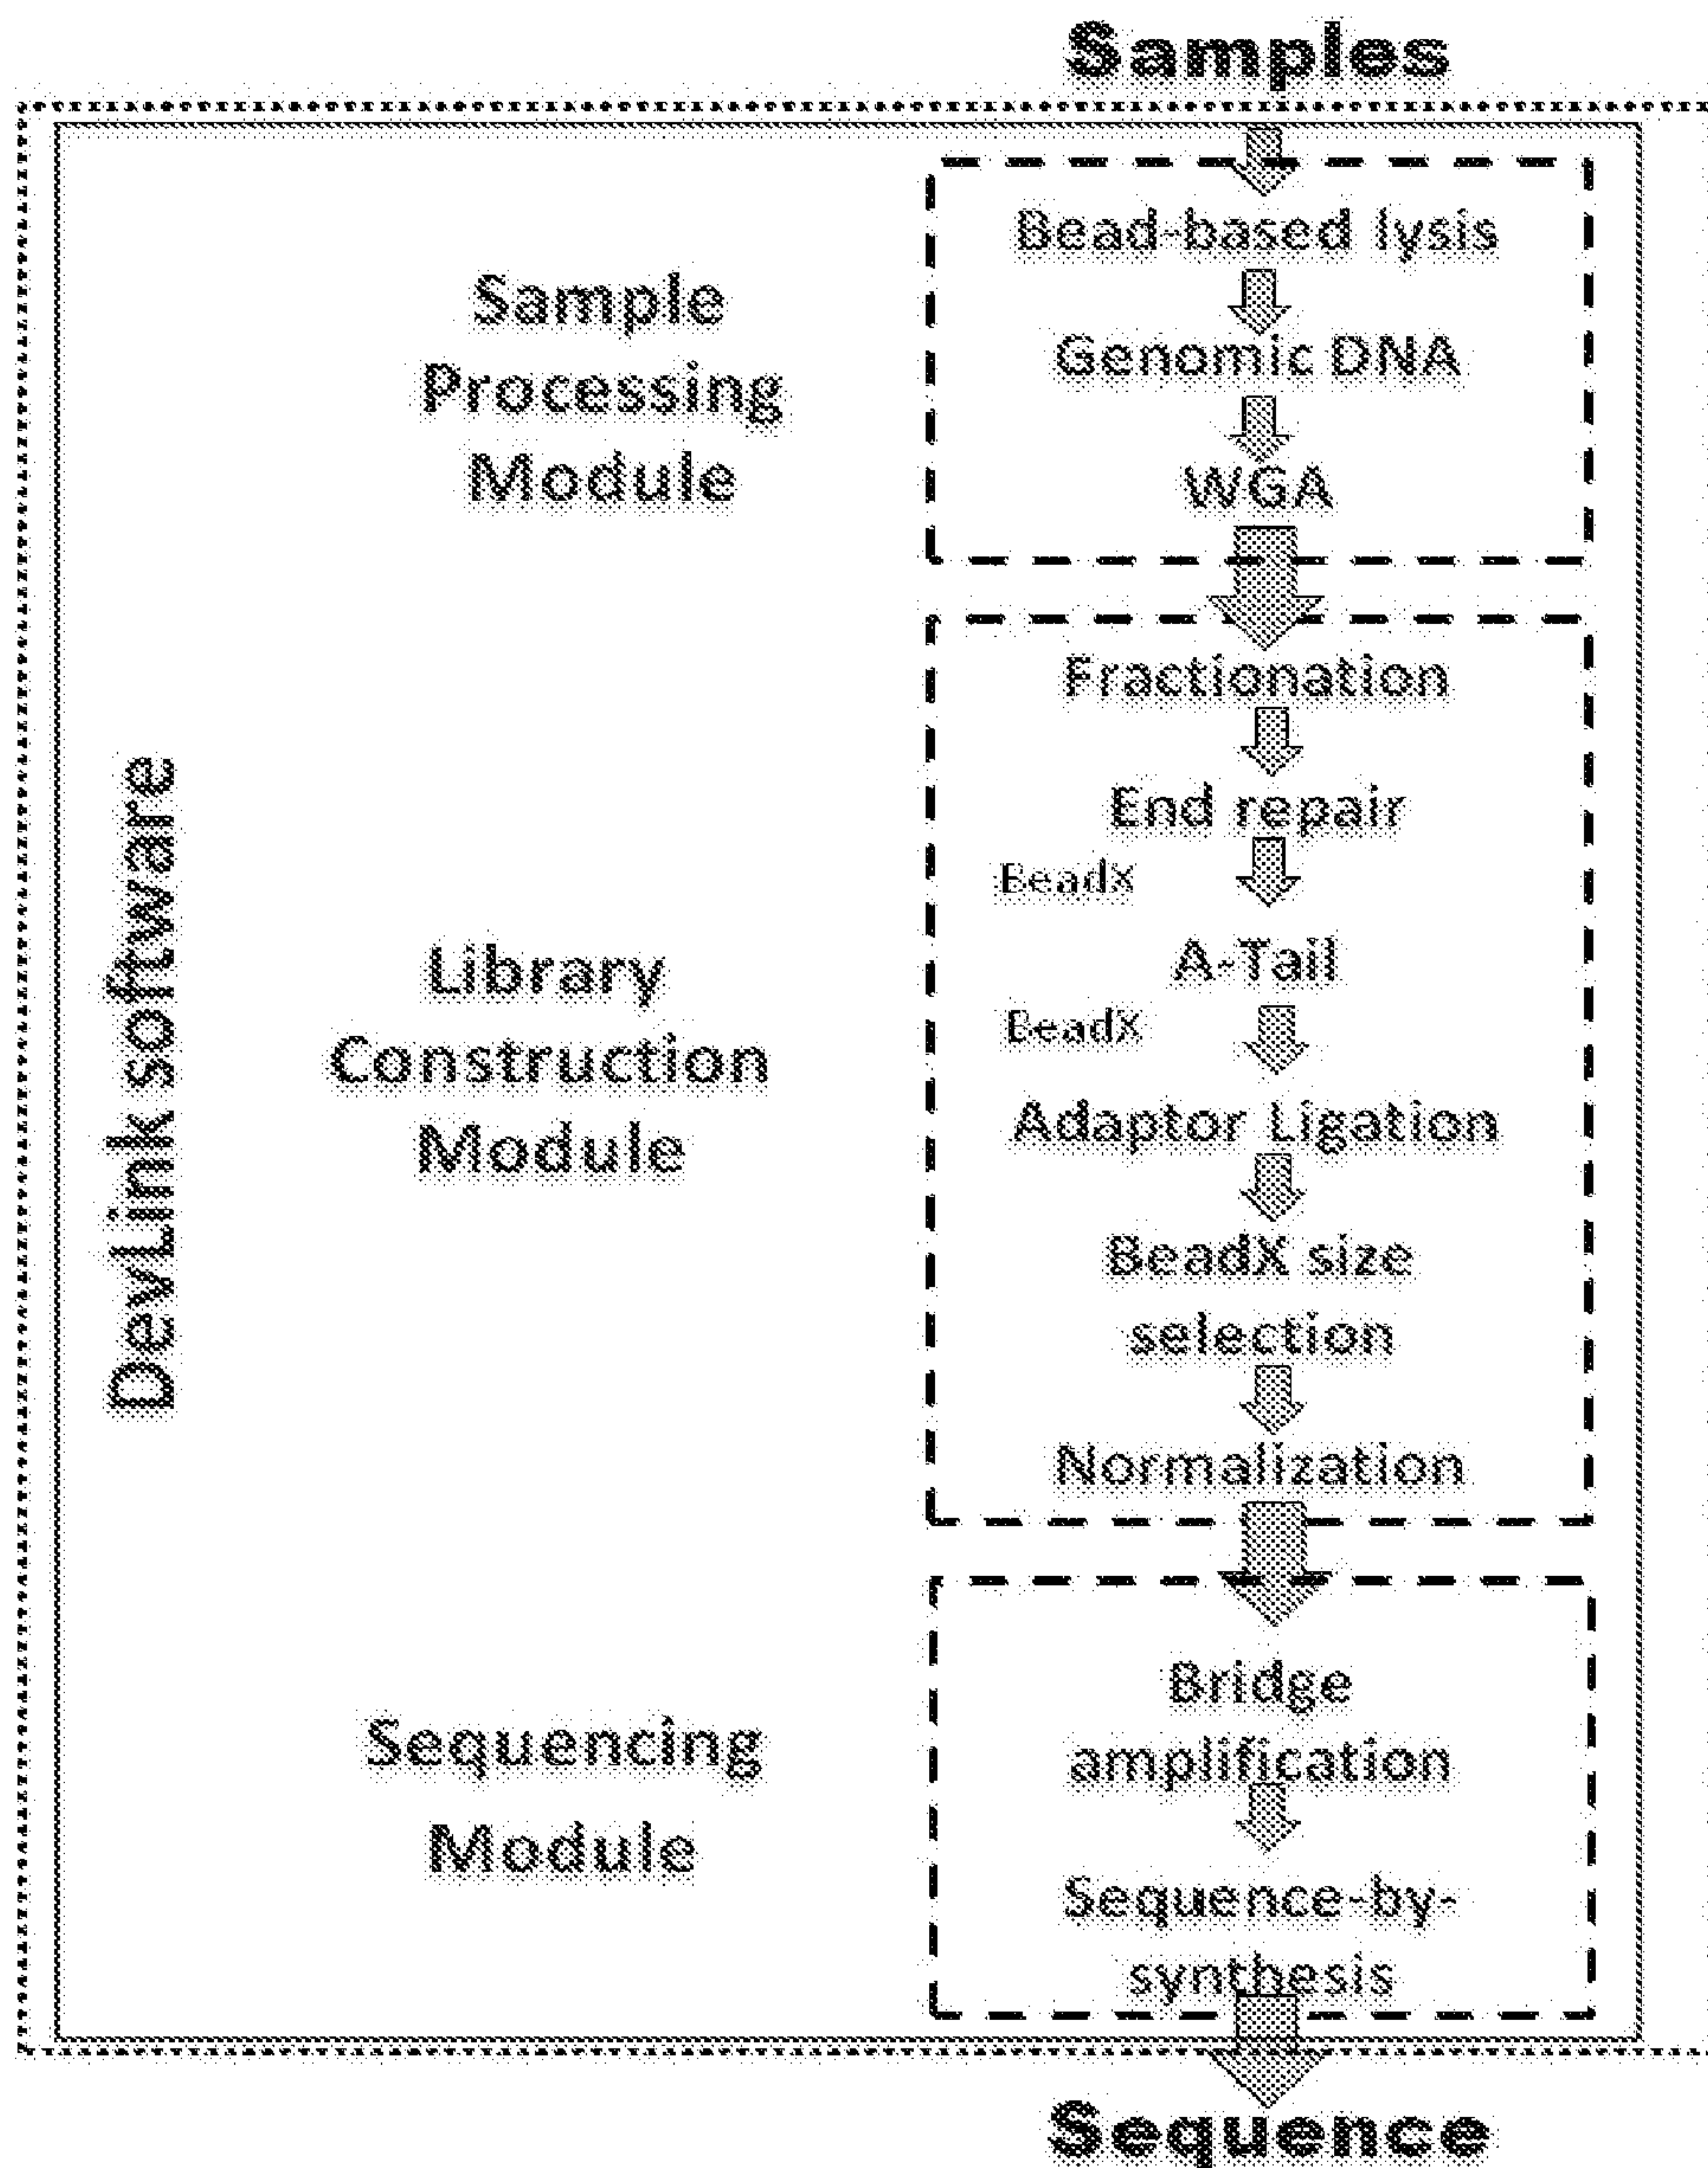 Samples
DevLink software
Sample
Processing
Module
Bead-based lysis
Genomic DNA
WGA
Library
Construction
Module
Fractionation
End repair
BeadX
A-Tail
BeadX
Adaptor Ligation
BeadX size
selection
Normalization
Sequencing
Module
Bridge
amplification
Sequence-by-
synthesis
Sequence